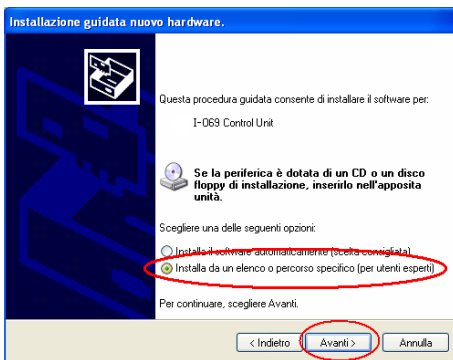 Installazione guidata nuovo hardware.
Questa procedura guidata consente di installare il software per:
I-069 Control Unit
Se la periferica è dotata di un CD o un disco
floppy di installazione, inserirlo nell'apposita
unità.
Scegliere una delle seguenti opzioni:
Installa il software automaticamente (scelta consigliata)
Installa da un elenco o percorso specifico (per utenti esperti)
Per continuare, scegliere Avanti.
< Indietro Avanti > Annulla